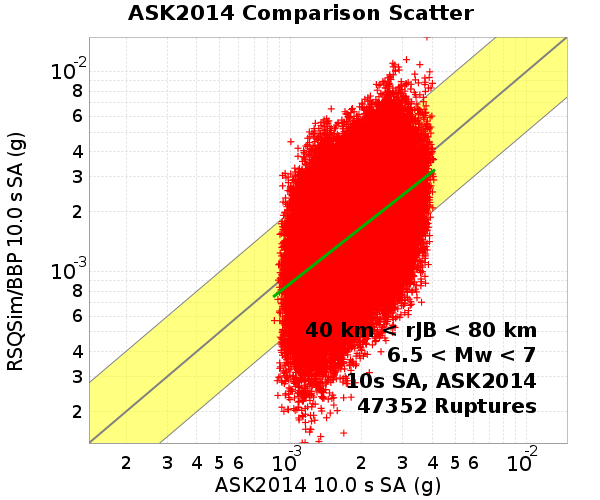 ASK2014 Comparison Scatter
RSQSim/BBP 10.0 s SA (g)
10-2
8
6
4
3
2
10-3
8
6
4
3
2
40 km < rJB < 80 km
6.5 < Mw < 7
10s SA, ASK2014
47352 Ruptures
2 3 4 5 6 10-3 2 3 4 5 6 10-2
ASK2014 10.0 s SA (g)